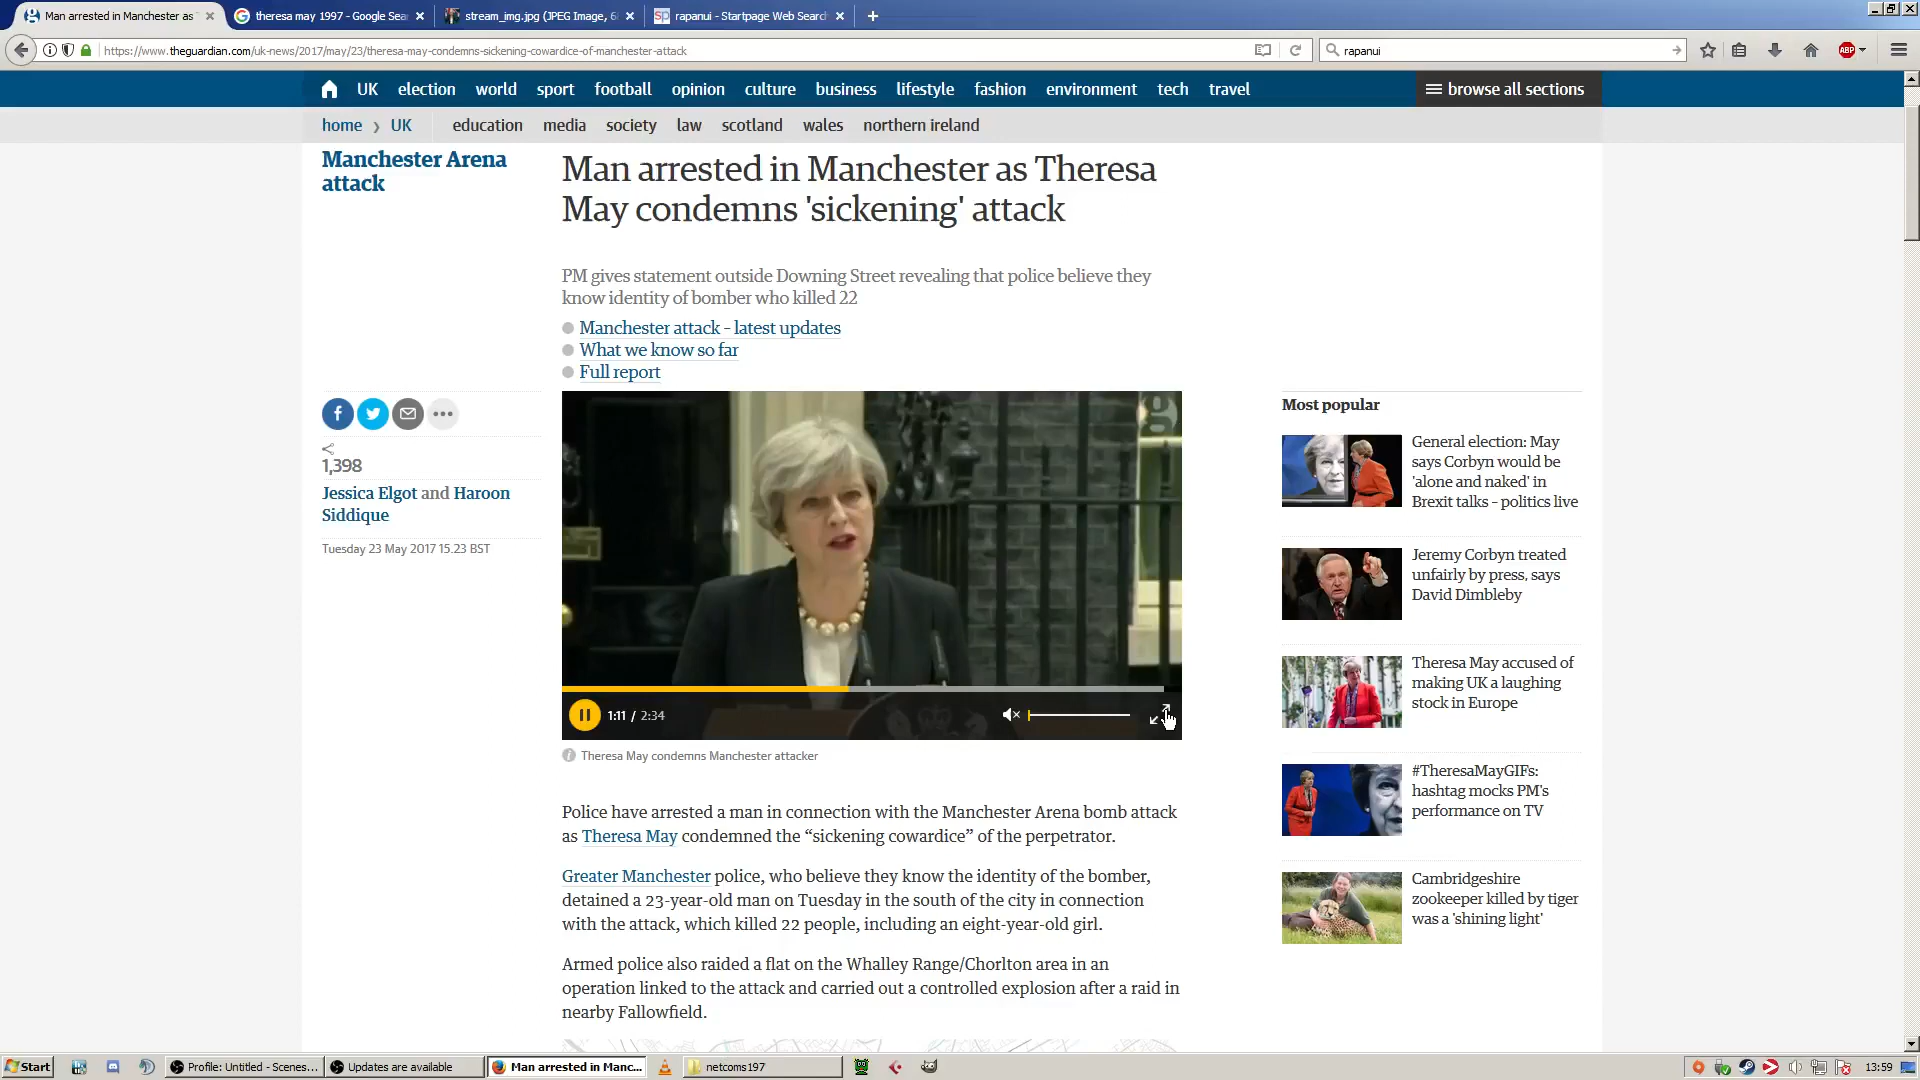 Man arrested in Manchester as
theresa may 1997 - Google Sea
stream_img.jpg (JPEG Image, 6
rapanui - Startpage Web Search
https://www.theguardian.com/uk-news/2017/may/23/theresa-may-condemns-sickening-cowardice-of-manchester-attack
rapanui
ABP
UK election world sport football opinion culture business lifestyle fashion environment tech travel
browse all sections
home › UK education media society law scotland wales northern ireland
Manchester Arena
attack
Man arrested in Manchester as Theresa
May condemns 'sickening' attack
PM gives statement outside Downing Street revealing that police believe they
know identity of bomber who killed 22
Manchester attack – latest updates
What we know so far
Full report
1,398
Jessica Elgot and Haroon
Siddique
Tuesday 23 May 2017 15.23 BST
1:11 / 2:34
Theresa May condemns Manchester attacker
Police have arrested a man in connection with the Manchester Arena bomb attack
as Theresa May condemned the “sickening cowardice” of the perpetrator.
Greater Manchester police, who believe they know the identity of the bomber,
detained a 23-year-old man on Tuesday in the south of the city in connection
with the attack, which killed 22 people, including an eight-year-old girl.
Armed police also raided a flat on the Whalley Range/Chorlton area in an
operation linked to the attack and carried out a controlled explosion after a raid in
nearby Fallowfield.
Most popular
General election: May
says Corbyn would be
'alone and naked' in
Brexit talks – politics live
Jeremy Corbyn treated
unfairly by press, says
David Dimbleby
Theresa May accused of
making UK a laughing
stock in Europe
#TheresaMayGIFs:
hashtag mocks PM's
performance on TV
Cambridgeshire
zookeeper killed by tiger
was a 'shining light'
Start
Profile: Untitled - Scenes...
Updates are available
Man arrested in Manc...
netcoms197
13:59